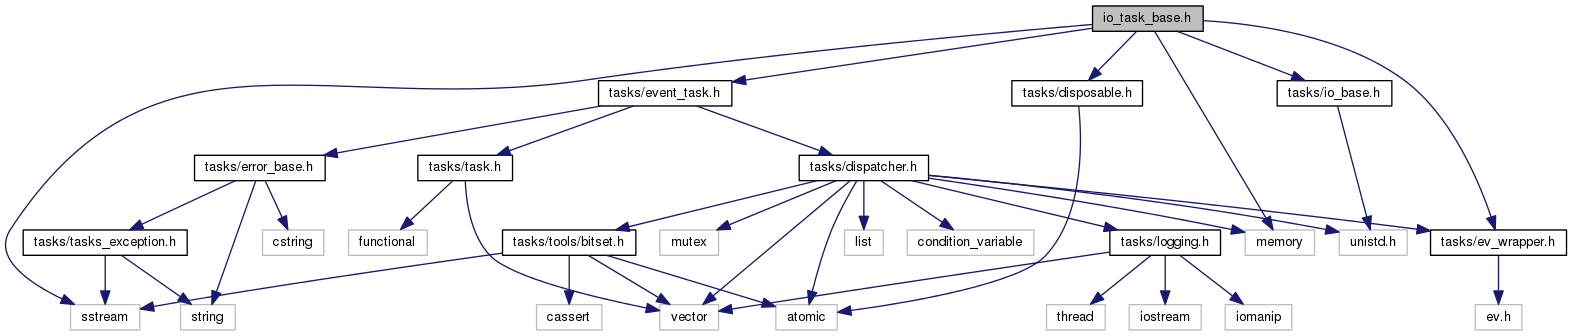 io_task_base.h
tasks/event_task.h
tasks/disposable.h
tasks/io_base.h
tasks/error_base.h
tasks/task.h
tasks/dispatcher.h
tasks/tasks_exception.h
cstring
functional
tasks/tools/bitset.h
mutex
list
condition_variable
tasks/logging.h
memory
unistd.h
tasks/ev_wrapper.h
sstream
string
cassert
vector
atomic
thread
iostream
iomanip
ev.h